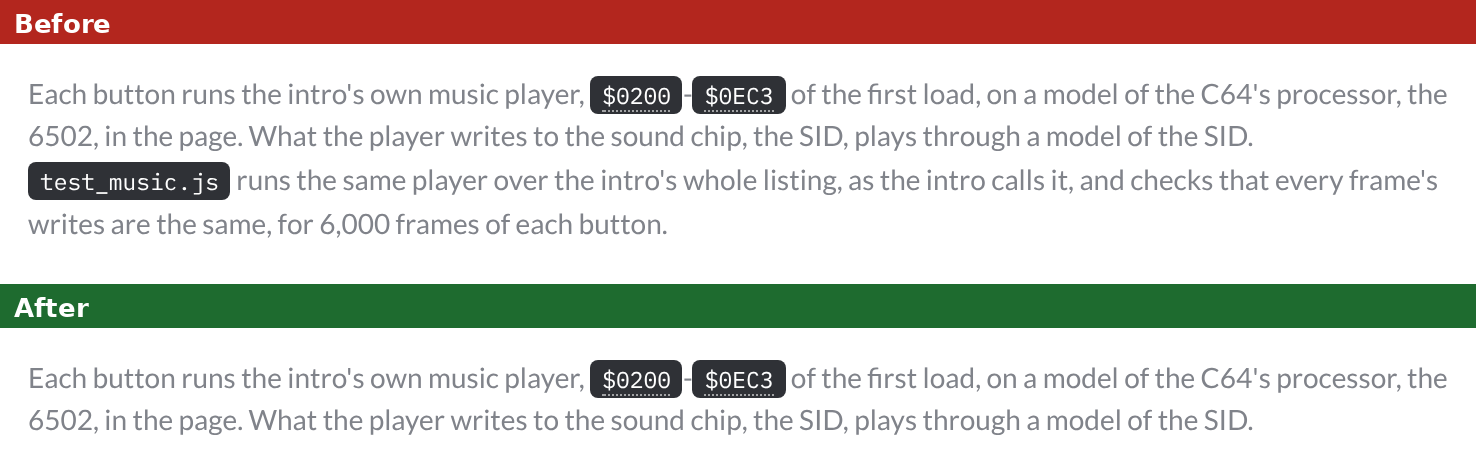 Before
Each button runs the intro's own music player, $0200-$0EC3 of the first load, on a model of the C64's processor, the
6502, in the page. What the player writes to the sound chip, the SID, plays through a model of the SID.
test_music.js runs the same player over the intro's whole listing, as the intro calls it, and checks that every frame's
writes are the same, for 6,000 frames of each button.
After
Each button runs the intro's own music player, $0200-$0EC3 of the first load, on a model of the C64's processor, the
6502, in the page. What the player writes to the sound chip, the SID, plays through a model of the SID.